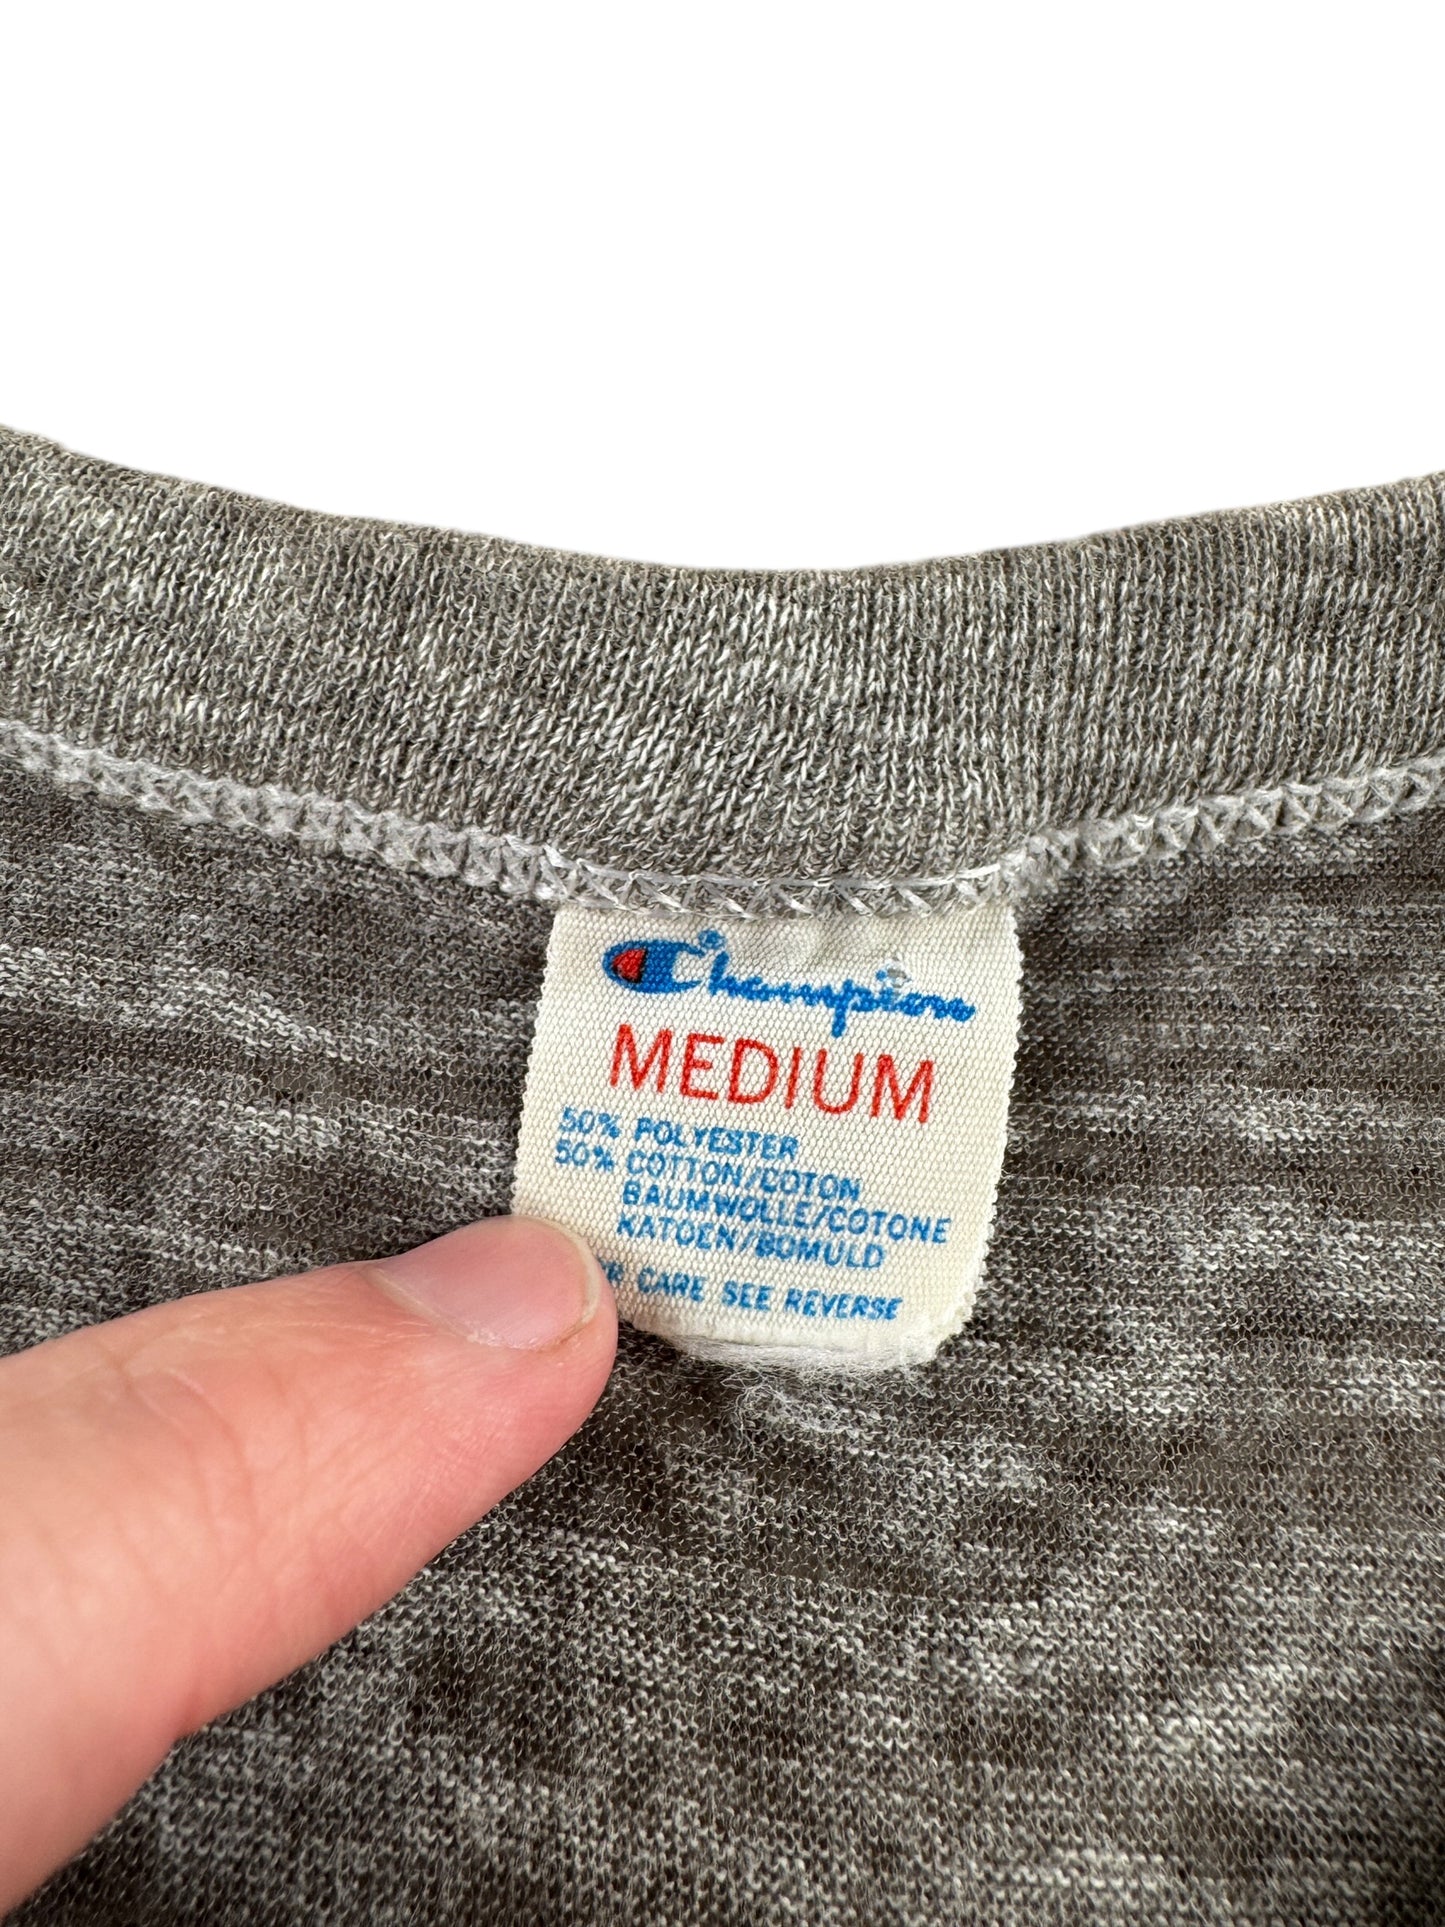 Champion
MEDIUM
50% POLYESTER
50% COTTON/COTON
BAUMWOLLE/COTONE
KATOEN/BOMULD
CARE SEE REVERSE